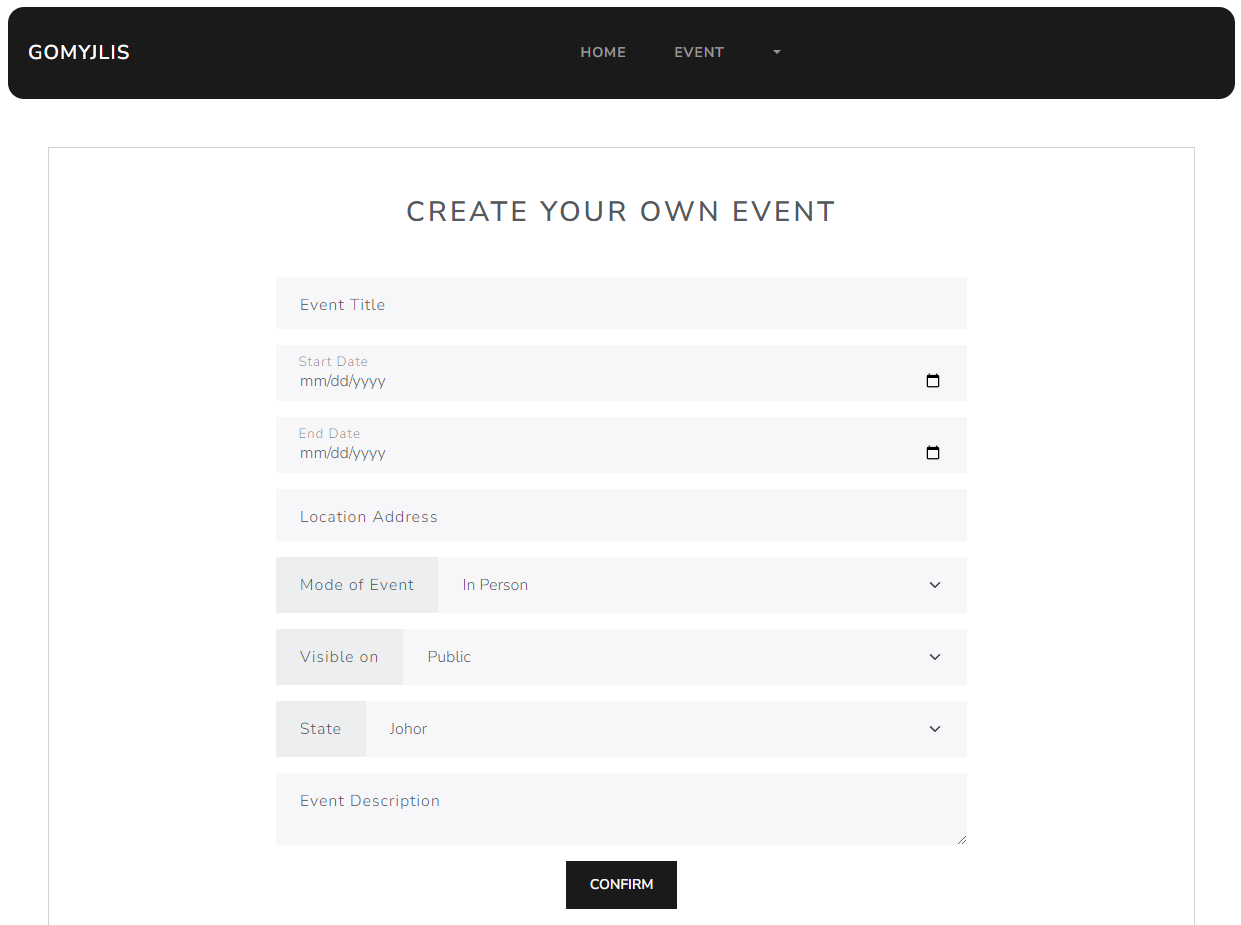 GOMYJLIS
HOME EVENT
CREATE YOUR OWN EVENT
Event Title
Start Date
mm/dd/yyyy
End Date
mm/dd/yyyy
Location Address
Mode of Event In Person
Visible on Public
State Johor
Event Description
CONFIRM